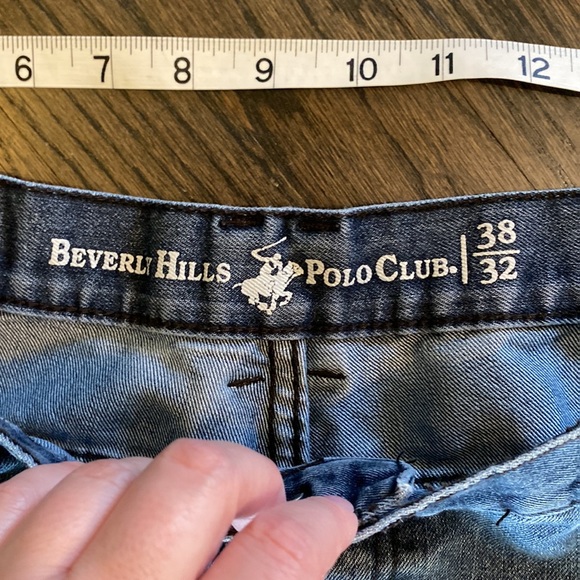 6 7 8 9 10 11 12
BEVERLY HILLS POLO CLUB. 38
32